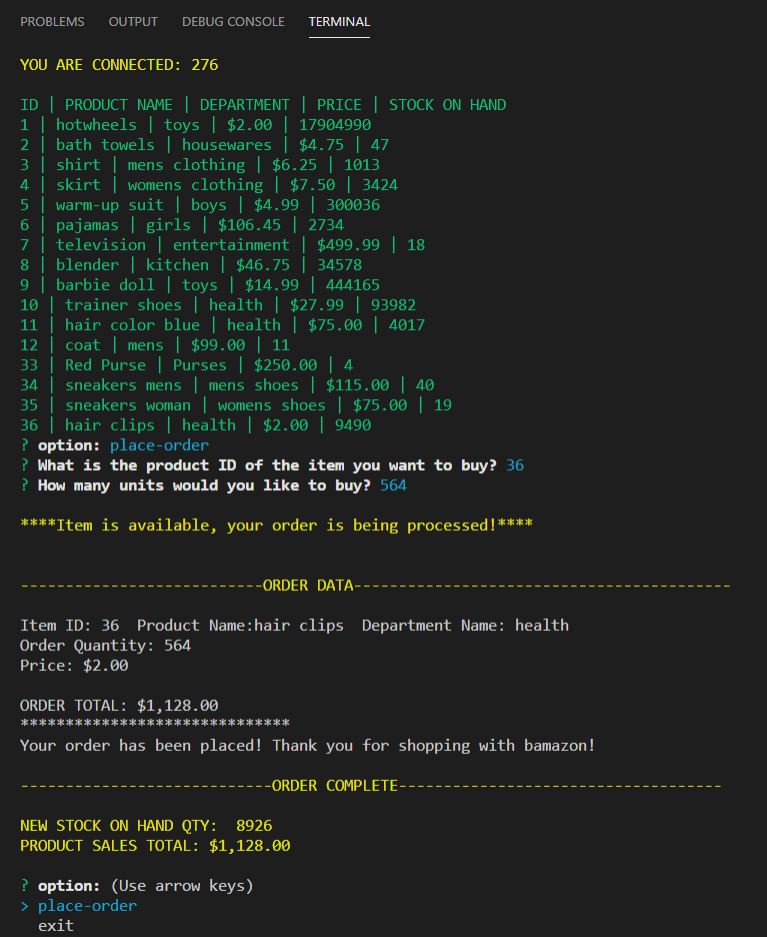 PROBLEMS OUTPUT DEBUG CONSOLE TERMINAL
YOU ARE CONNECTED: 276
ID | PRODUCT NAME | DEPARTMENT | PRICE | STOCK ON HAND
1 | hotwheels | toys | $2.00 | 17904990
2 | bath towels | housewares | $4.75 | 47
3 | shirt | mens clothing | $6.25 | 1013
4 | skirt | womens clothing | $7.50 | 3424
5 | warm-up suit | boys | $4.99 | 300036
6 | pajamas | girls | $106.45 | 2734
7 | television | entertainment | $499.99 | 18
8 | blender | kitchen | $46.75 | 34578
9 | barbie doll | toys | $14.99 | 444165
10 | trainer shoes | health | $27.99 | 93982
11 | hair color blue | health | $75.00 | 4017
12 | coat | mens | $99.00 | 11
33 | Red Purse | Purses | $250.00 | 4
34 | sneakers mens | mens shoes | $115.00 | 40
35 | sneakers woman | womens shoes | $75.00 | 19
36 | hair clips | health | $2.00 | 9490
? option: place-order
? What is the product ID of the item you want to buy? 36
? How many units would you like to buy? 564
****Item is available, your order is being processed!****
---------------------------ORDER DATA------------------------------------------
Item ID: 36  Product Name:hair clips  Department Name: health
Order Quantity: 564
Price: $2.00
ORDER TOTAL: $1,128.00
******************************
Your order has been placed! Thank you for shopping with bamazon!
----------------------------ORDER COMPLETE------------------------------------
NEW STOCK ON HAND QTY:  8926
PRODUCT SALES TOTAL: $1,128.00
? option: (Use arrow keys)
> place-order
  exit